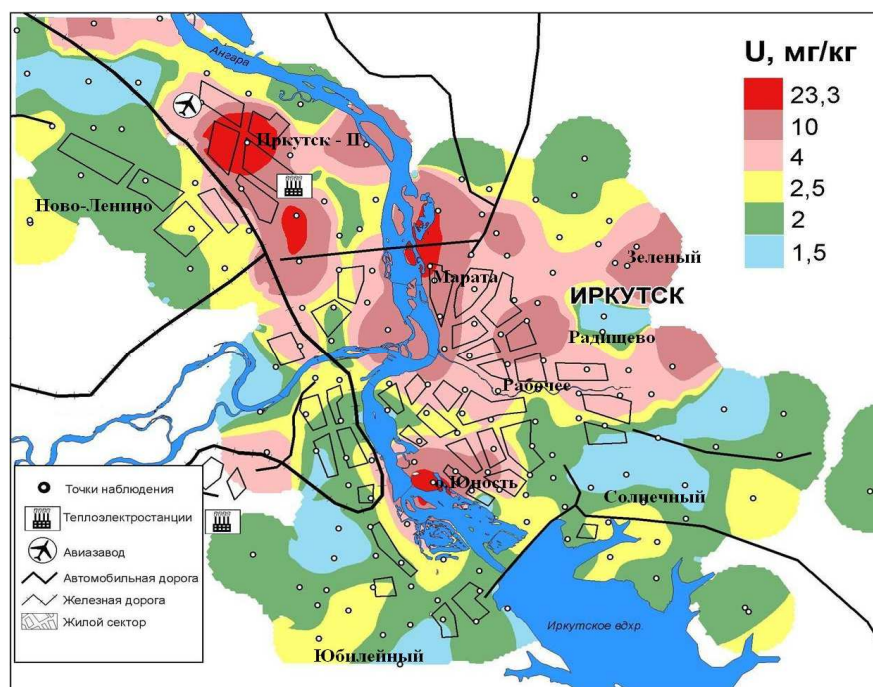 Ангара
U, мг/кг
23,3
10
4
2,5
2
1,5
Иркутск - II
Ново-Ленино
Зеленый
Марата
ИРКУТСК
Радищево
Рабочее
о.Юность
Солнечный
Точки наблюдения
Теплоэлектростанции
Авиазавод
Автомобильная дорога
Железная дорога
Жилой сектор
Иркутское вдхр.
Юбилейный